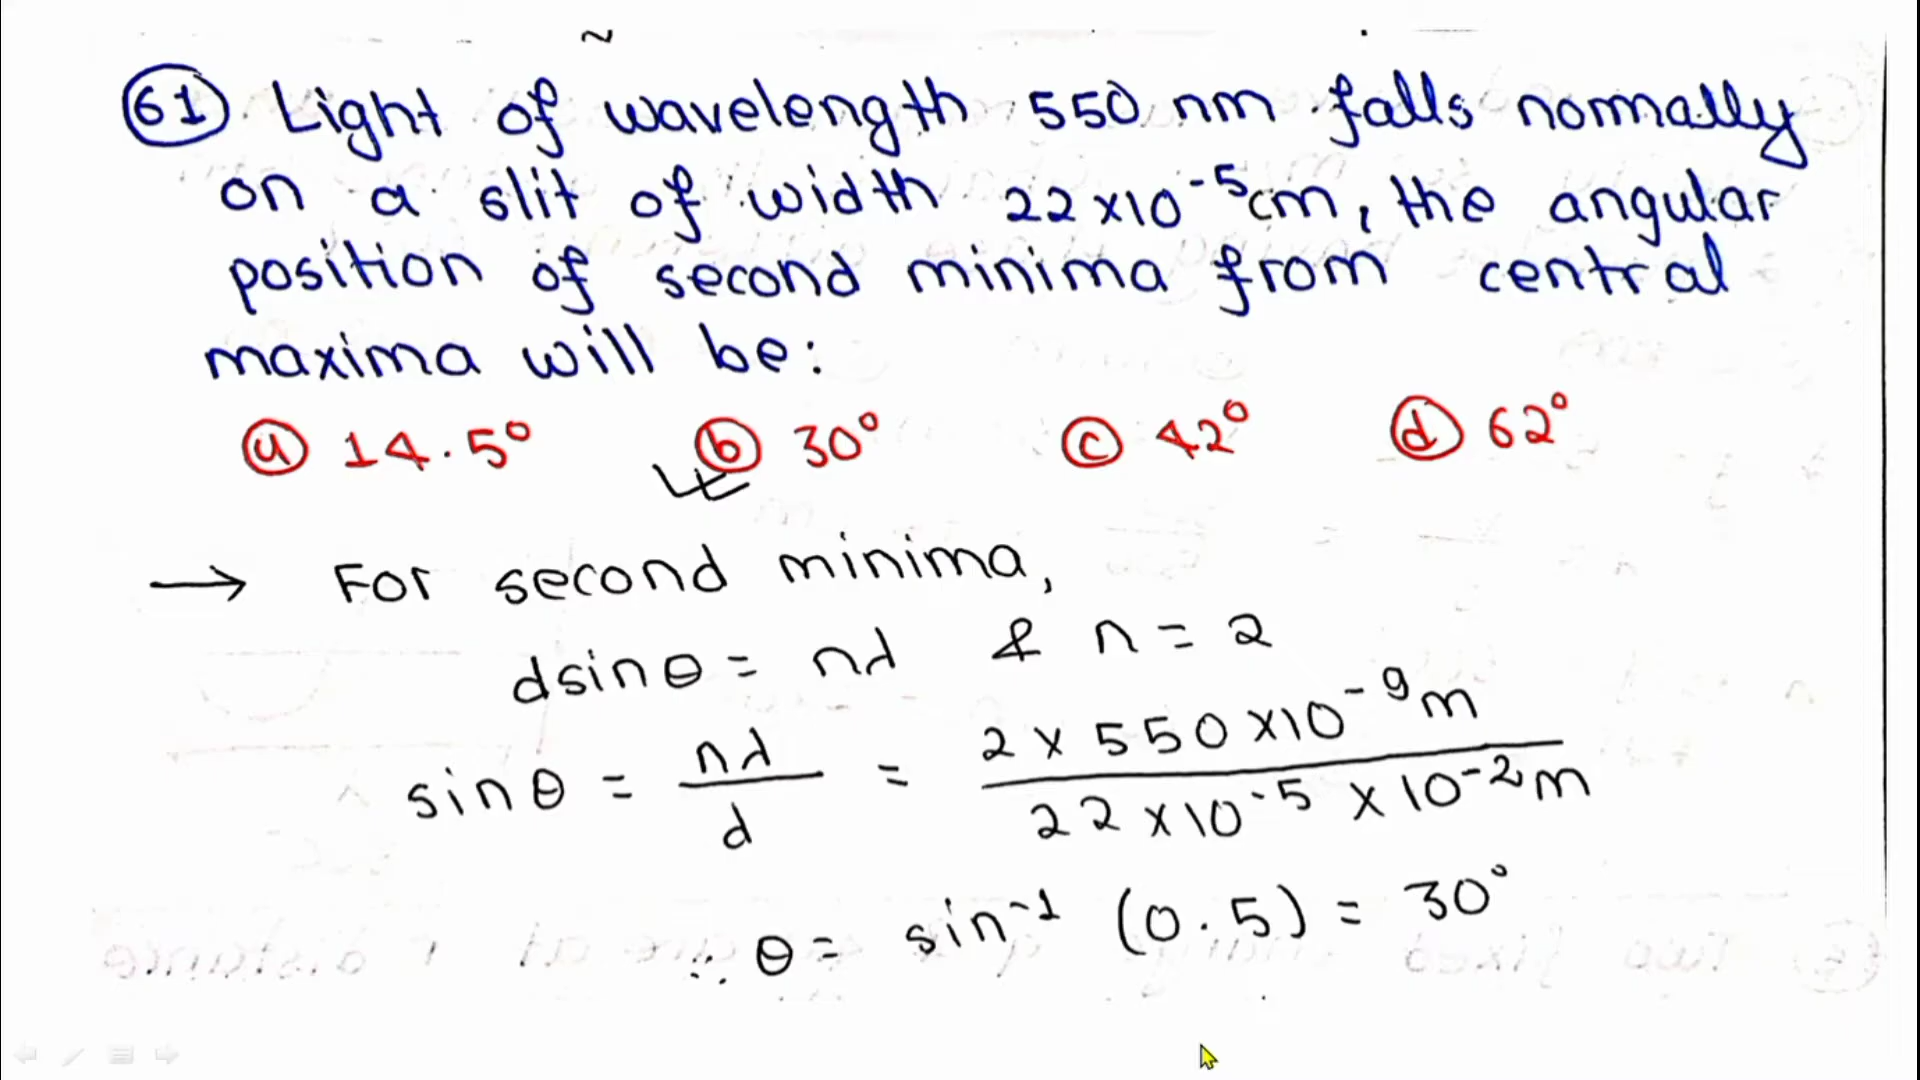 61 Light of wavelength 550 nm falls normally
on a slit of width 22×10⁻⁵cm, the angular
position of second minima from central
maxima will be:
a 14.5° b 30° c 42° d 62°
→ For second minima,
dsinθ = nλ & n = 2
sinθ = nλ/d = 2 × 550 ×10⁻⁹m / 22 ×10⁻⁵ × 10⁻²m
∴ θ = sin⁻¹ (0.5) = 30°